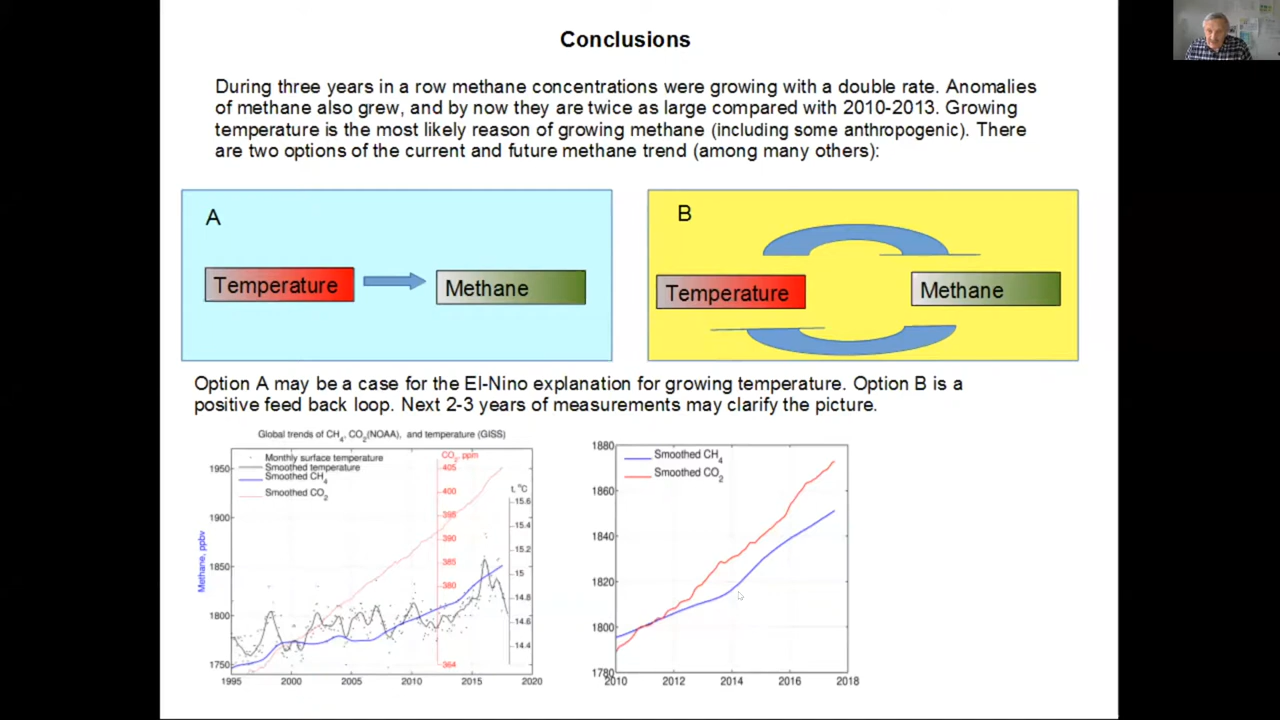 Conclusions
During three years in a row methane concentrations were growing with a double rate. Anomalies
of methane also grew, and by now they are twice as large compared with 2010-2013. Growing
temperature is the most likely reason of growing methane (including some anthropogenic). There
are two options of the current and future methane trend (among many others):
A
Temperature
Methane
B
Temperature
Methane
Option A may be a case for the El-Nino explanation for growing temperature. Option B is a
positive feed back loop. Next 2-3 years of measurements may clarify the picture.
Global trends of CH4, CO2(NOAA), and temperature (GISS)
Monthly surface temperature
Smoothed temperature
Smoothed CH4
Smoothed CO2
Methane, ppbv
1950
1900
1850
1800
1750
1995 2000 2005 2010 2015 2020
CO2, ppm
405
400
395
390
385
380
364
t, °C
15.6
15.4
15.2
15
14.8
14.6
14.4
Smoothed CH4
Smoothed CO2
1880
1860
1840
1820
1800
1780
2010 2012 2014 2016 2018